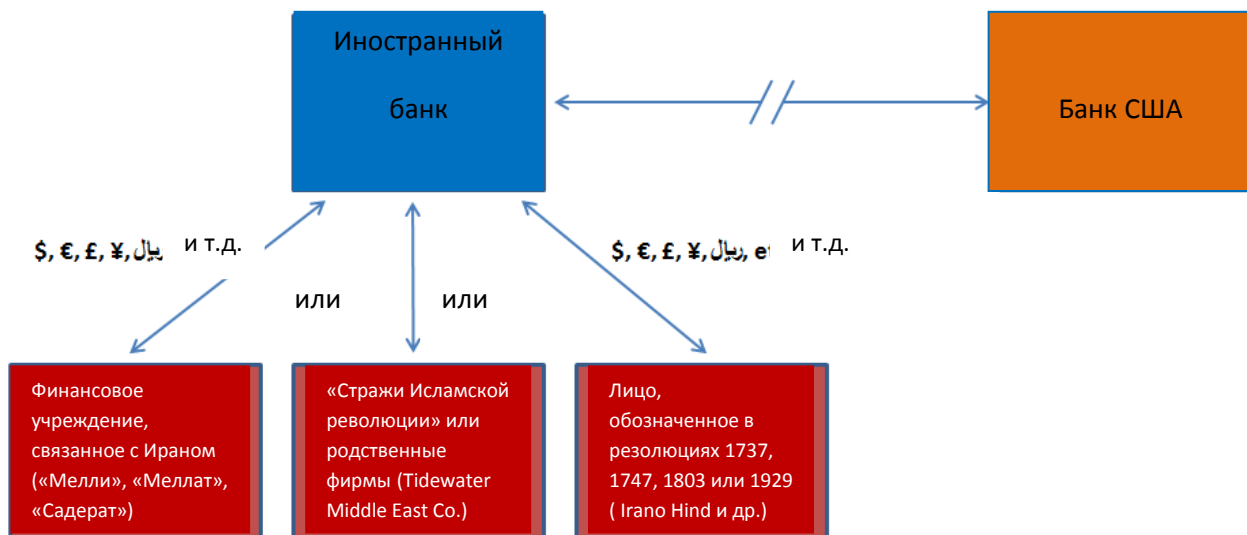 Иностранный
банк
Банк США
$, €, £, ¥, ریال и т.д.
$, €, £, ¥, ریال, et и т.д.
или
или
Финансовое
учреждение,
связанное с Ираном
(«Мелли», «Меллат»,
«Садерат»)
«Стражи Исламской
революции» или
родственные
фирмы (Tidewater
Middle East Co.)
Лицо,
обозначенное в
резолюциях 1737,
1747, 1803 или 1929
( Irano Hind и др.)